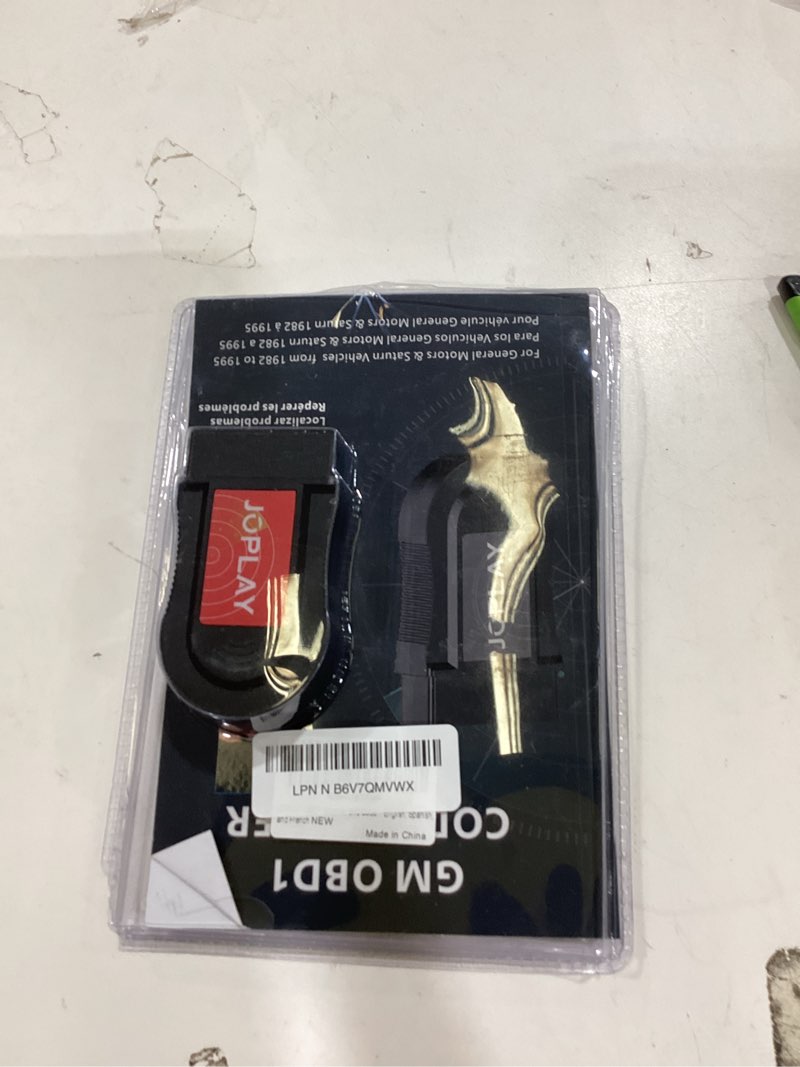 GM OBD1
CO
ER
and French NEW
Made in China
LPN N B6V7QMVWX
JOPLAY
JOPLAY
Localizar problemas
Repérer les problèmes
For General Motors & Saturn Vehicles from 1982 to 1995
Para los Vehículos General Motors & Saturn 1982 a 1995
Pour véhicule General Motors & Saturn 1982 à 1995